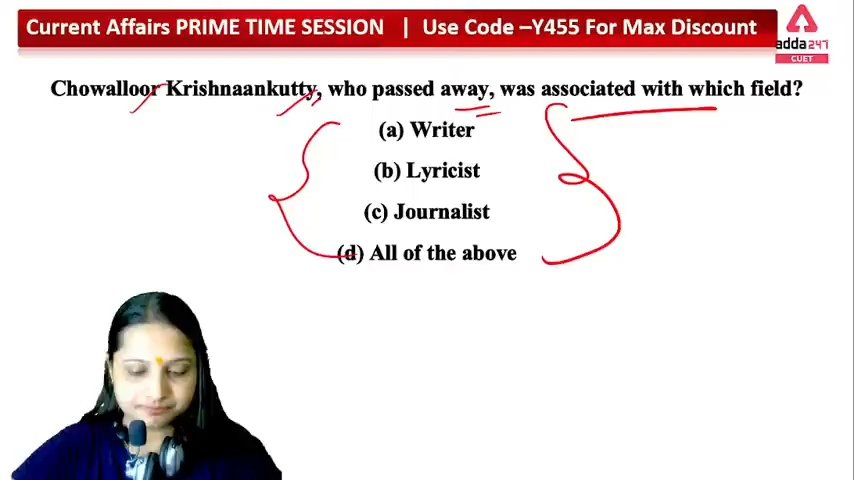 Current Affairs PRIME TIME SESSION | Use Code –Y455 For Max Discount
adda247
CUET
Chowalloor Krishnaankutty, who passed away, was associated with which field?
(a) Writer
(b) Lyricist
(c) Journalist
(d) All of the above